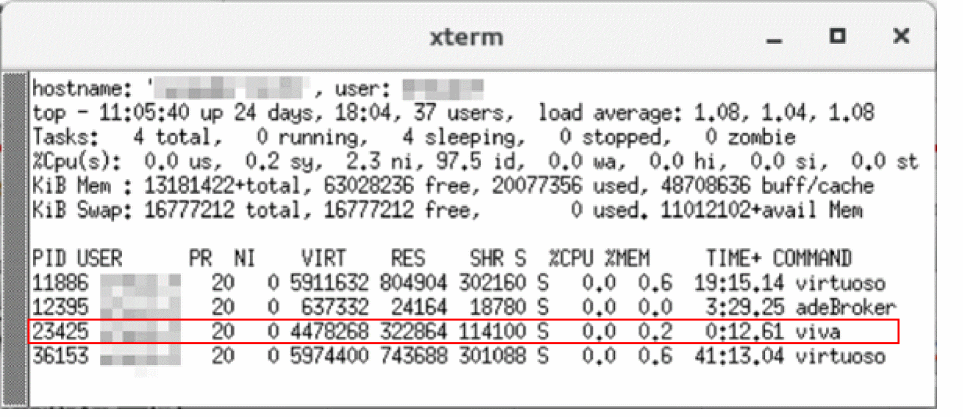 xterm
hostname: ' , user:
top - 11:05:40 up 24 days, 18:04, 37 users,  load average: 1.08, 1.04, 1.08
Tasks:   4 total,   0 running,   4 sleeping,   0 stopped,   0 zombie
%Cpu(s):  0.0 us,  0.2 sy,  2.3 ni, 97.5 id,  0.0 wa,  0.0 hi,  0.0 si,  0.0 st
KiB Mem : 13181422+total, 63028236 free, 20077356 used, 48708636 buff/cache
KiB Swap: 16777212 total, 16777212 free,        0 used. 11012102+avail Mem
PID USER      PR  NI    VIRT    RES    SHR S  %CPU %MEM     TIME+ COMMAND
11886           20   0 5911632 804904 302160 S   0.0  0.6  19:15.14 virtuoso
12395           20   0  637332  24164  18780 S   0.0  0.0   3:29.25 adeBroker
23425           20   0 4478268 322864 114100 S   0.0  0.2   0:12.61 viva
36153           20   0 5974400 743688 301088 S   0.0  0.6  41:13.04 virtuoso